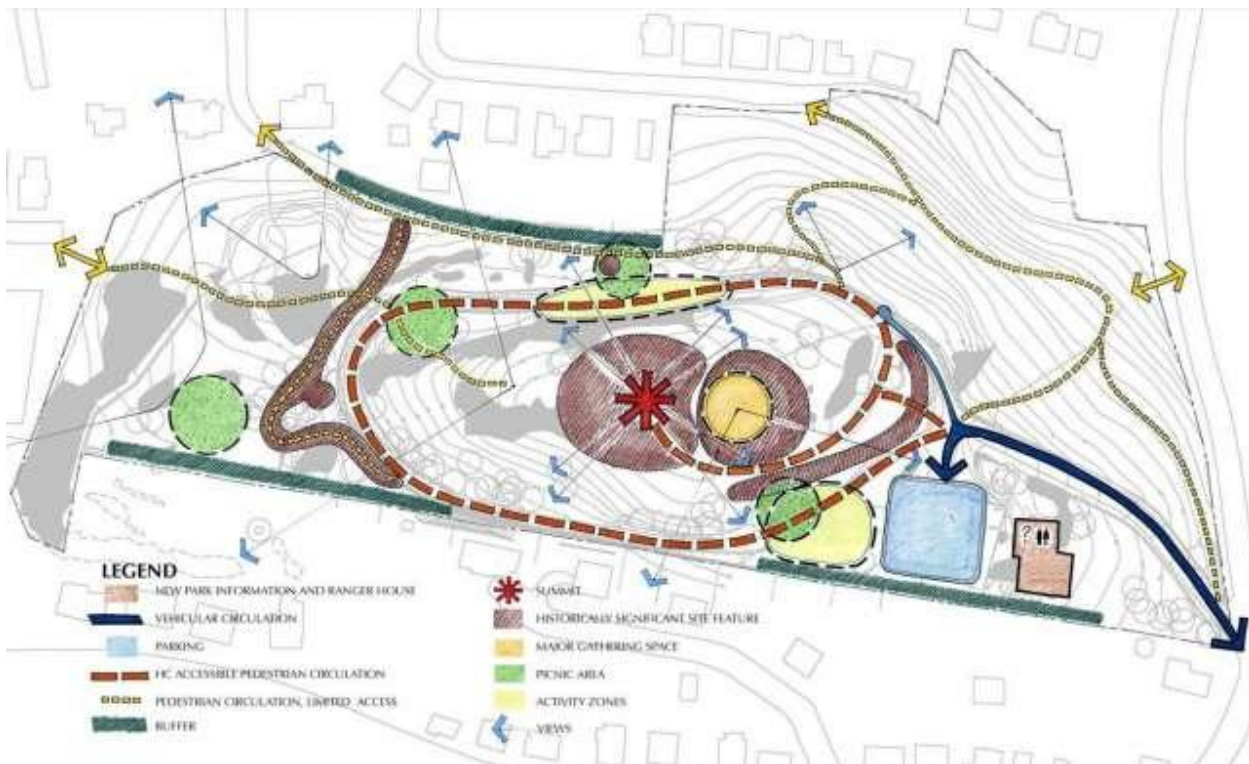 ?
LEGEND
NEW PARK INFORMATION AND RANGER HOUSE
VEHICULAR CIRCULATION
PARKING
HC ACCESSIBLE PEDESTRIAN CIRCULATION
PEDESTRIAN CIRCULATION, LIMITED ACCESS
BUFFER
SUMMIT
HISTORICALLY SIGNIFICANT SITE FEATURE
MAJOR GATHERING SPACE
PICNIC AREA
ACTIVITY ZONES
VIEWS